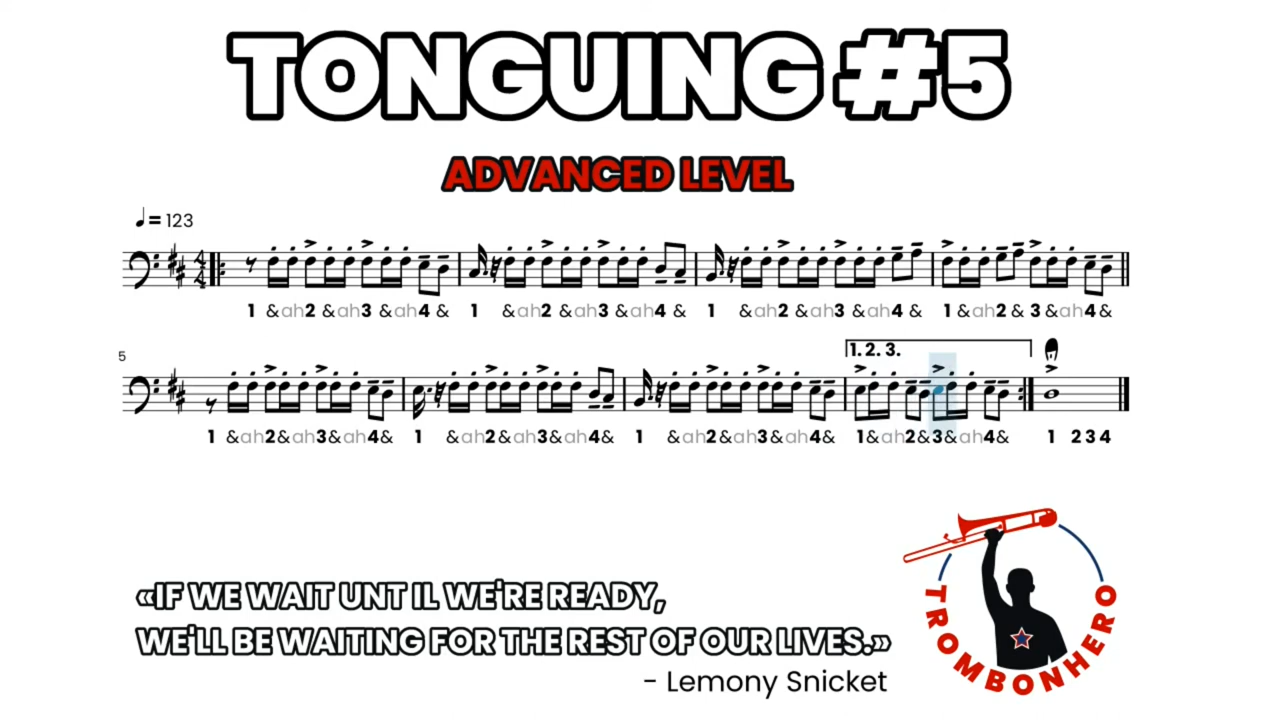 TONGUING #5
ADVANCED LEVEL
= 123
1 &ah2 &ah3 &ah4 & 1 &ah2 &ah3 &ah4 & 1 &ah2 &ah3 &ah4 & 1&ah2& 3&ah4&
5
1. 2. 3.
1 &ah2&ah3&ah4& 1 &ah2&ah3&ah4& 1 &ah2&ah3&ah4& 1&ah2&3&ah4& 1 2 3 4
«IF WE WAIT UNT IL WE'RE READY,
WE'LL BE WAITING FOR THE REST OF OUR LIVES.»
- Lemony Snicket
TROMBONHERO